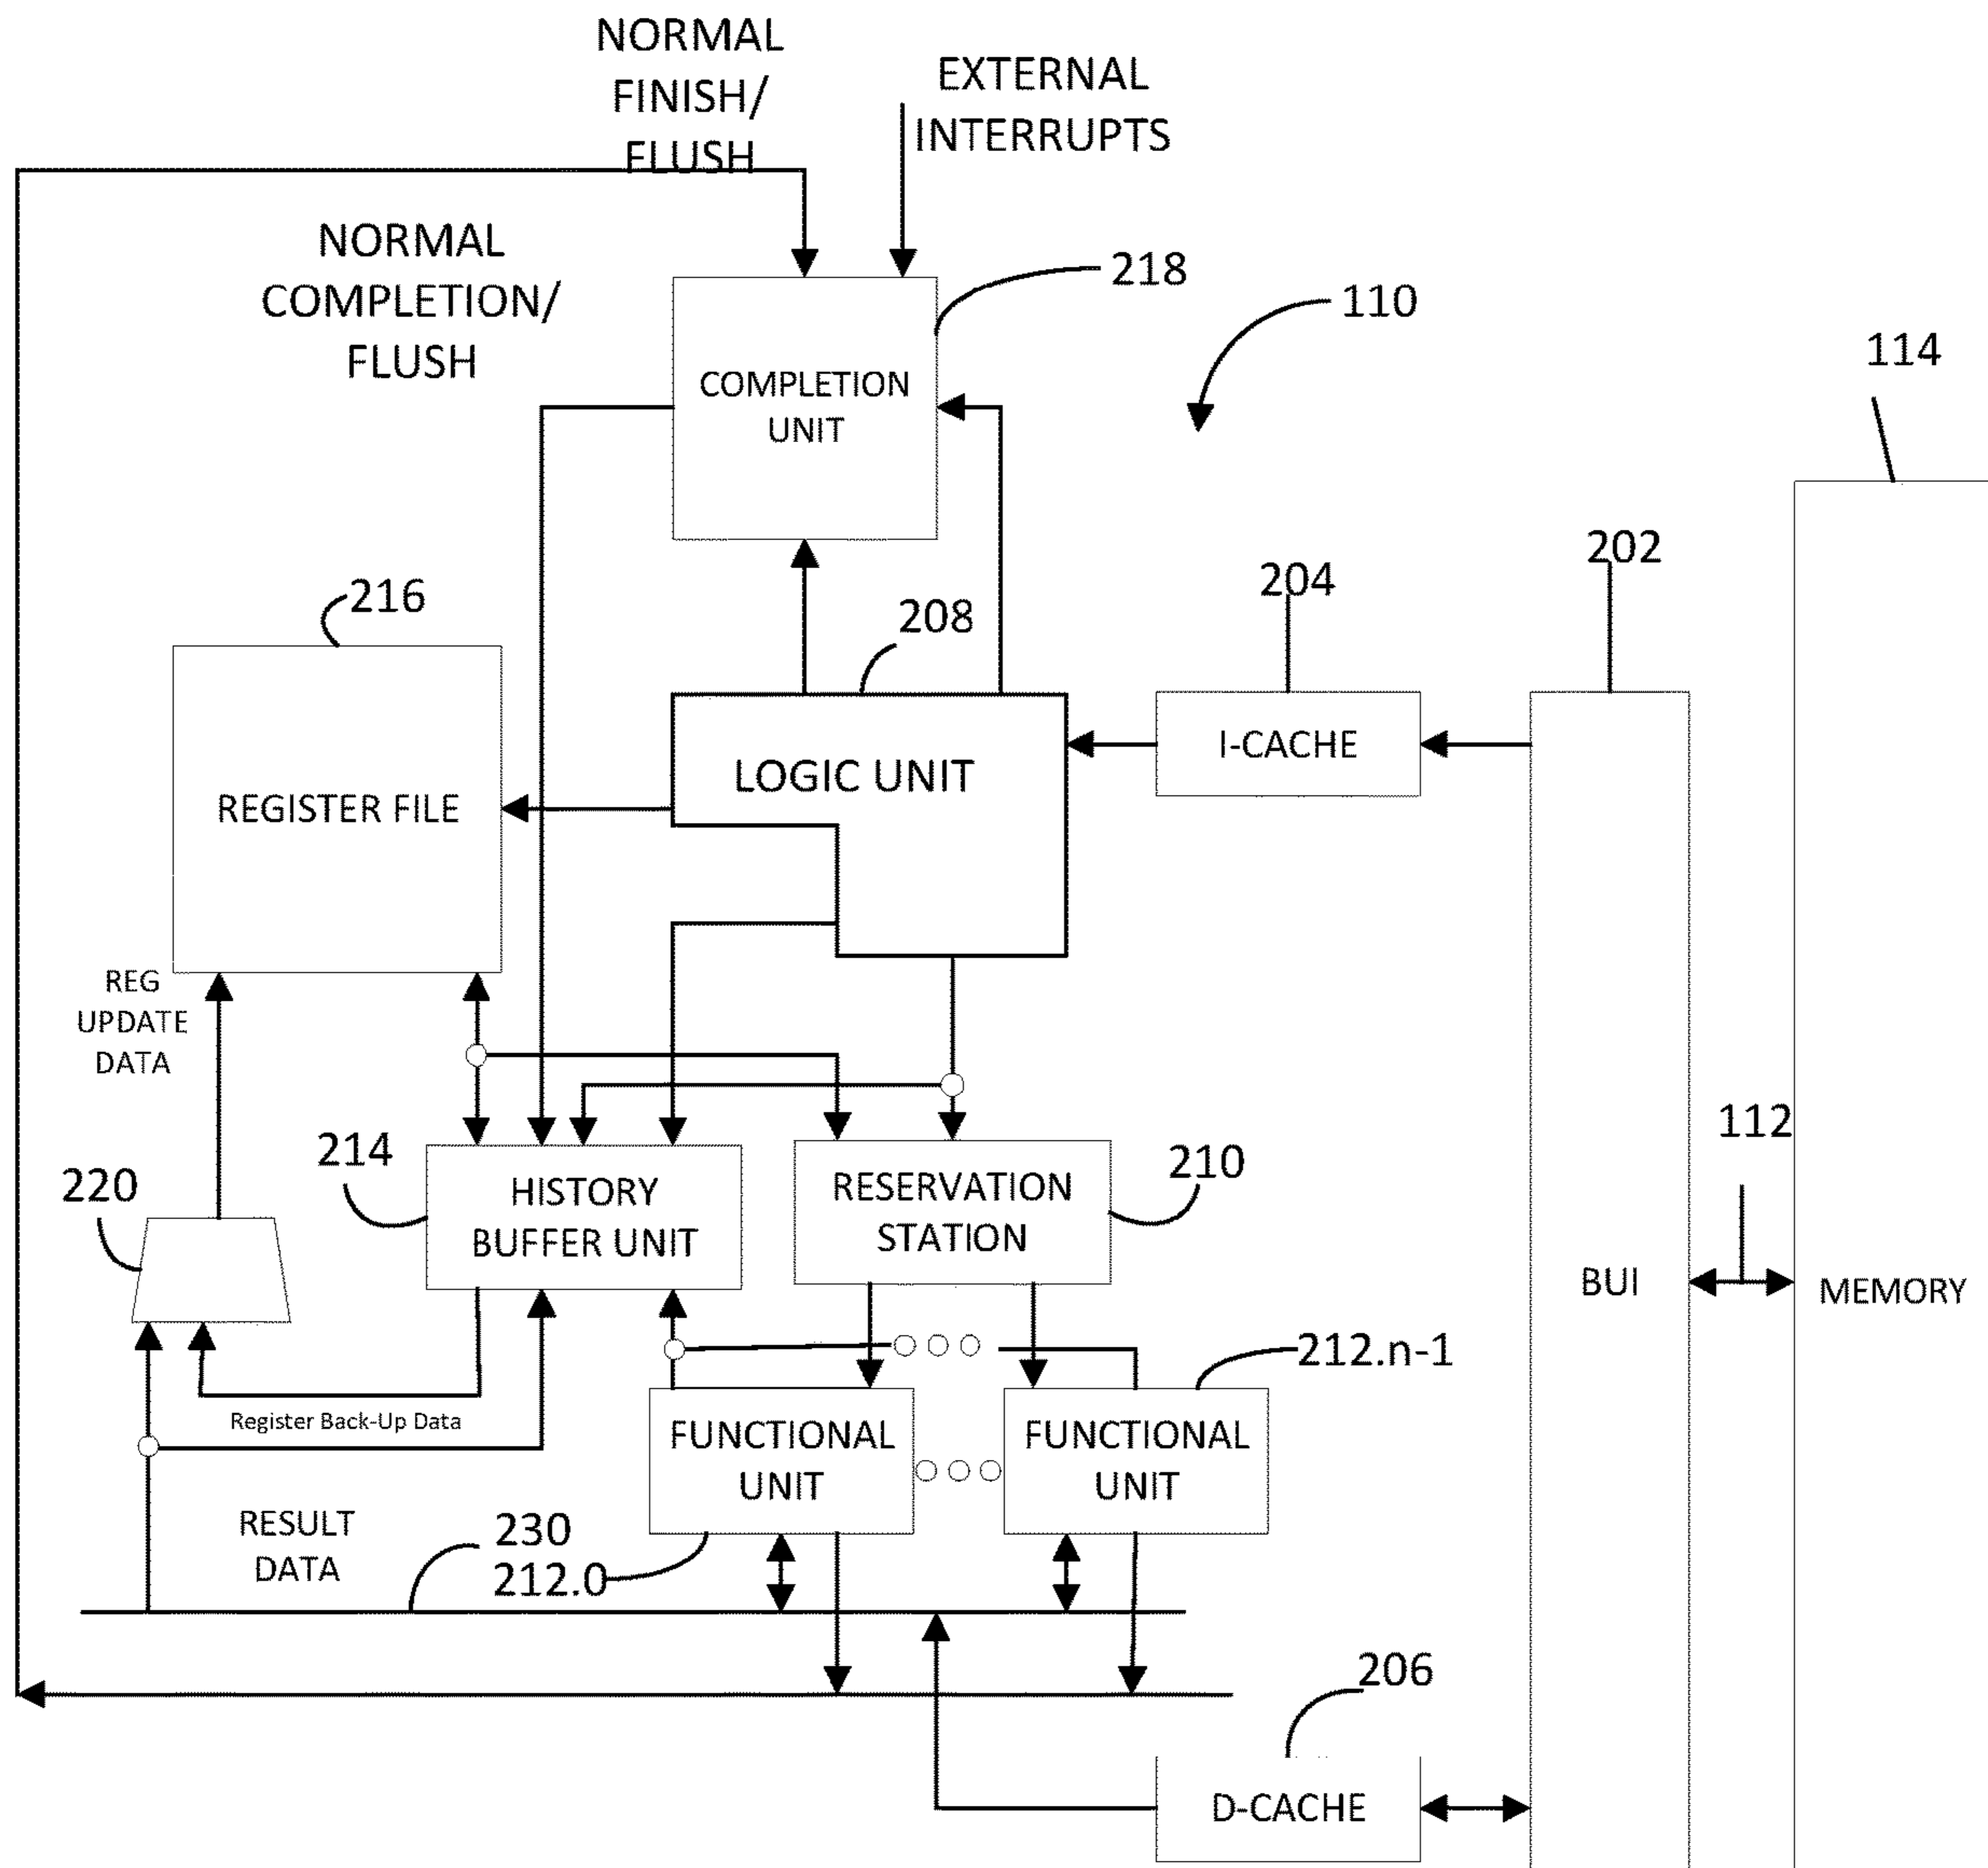 NORMAL
FINISH/
FLUSH
EXTERNAL
INTERRUPTS
NORMAL
COMPLETION/
FLUSH
218
110
COMPLETION
UNIT
114
202
204
216
208
I-CACHE
LOGIC UNIT
REGISTER FILE
REG
UPDATE
DATA
112
214
210
220
HISTORY
BUFFER UNIT
RESERVATION
STATION
BUI
MEMORY
212.n-1
Register Back-Up Data
FUNCTIONAL
UNIT
FUNCTIONAL
UNIT
RESULT
DATA
230
212.0
206
D-CACHE